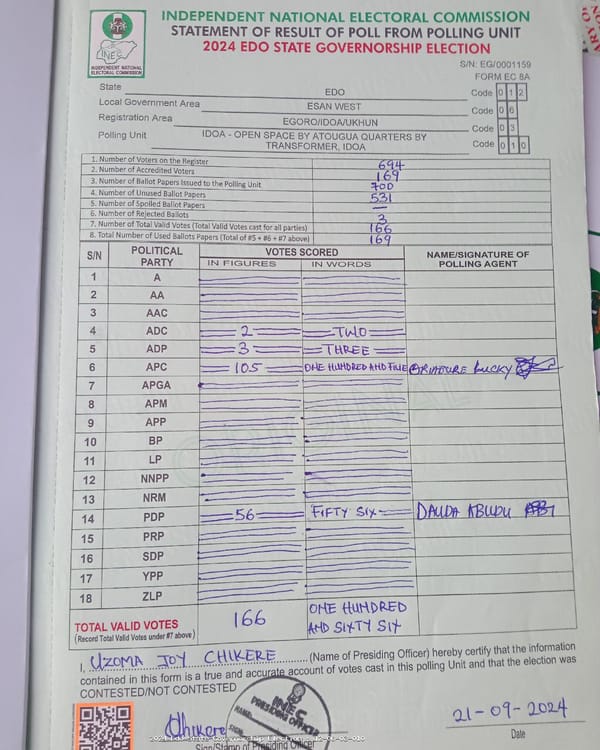 INDEPENDENT NATIONAL ELECTORAL COMMISSION
STATEMENT OF RESULT OF POLL FROM POLLING UNIT
2024 EDO STATE GOVERNORSHIP ELECTION
INEC
INDEPENDENT NATIONAL
ELECTORAL COMMISSION
S/N: EG/0001159
FORM EC 8A
State EDO Code 0 1 2
Local Government Area ESAN WEST Code 0 6
Registration Area EGORO/IDOA/UKHUN Code 0 3
Polling Unit IDOA - OPEN SPACE BY ATOUGUA QUARTERS BY
TRANSFORMER, IDOA Code 0 1 0
1. Number of Voters on the Register 694
2. Number of Accredited Voters 169
3. Number of Ballot Papers Issued to the Polling Unit 700
4. Number of Unused Ballot Papers 531
5. Number of Spoiled Ballot Papers —
6. Number of Rejected Ballots 3
7. Number of Total Valid Votes (Total Valid Votes cast for all parties) 166
8. Total Number of Used Ballots Papers (Total of #5 + #6 + #7 above) 169
S/N POLITICAL PARTY VOTES SCORED NAME/SIGNATURE OF POLLING AGENT
IN FIGURES IN WORDS
1 A
2 AA
3 AAC
4 ADC 2 TWO
5 ADP 3 THREE
6 APC 105 ONE HUNDRED AND FIVE LUCKY
7 APGA
8 APM
9 APP
10 BP
11 LP
12 NNPP
13 NRM
14 PDP 56 FIFTY SIX DAUDA ABUDU
15 PRP
16 SDP
17 YPP
18 ZLP
TOTAL VALID VOTES 166 ONE HUNDRED AND SIXTY SIX
(Record Total Valid Votes under #7 above)
I, UZOMA JOY CHIKERE (Name of Presiding Officer) hereby certify that the information
contained in this form is a true and accurate account of votes cast in this polling Unit and that the election was
CONTESTED/NOT CONTESTED
INEC
PRESIDING OFFICER
NAME:
SIGN:
Chikere 21-09-2024
Sign/Stamp of Presiding Officer Date